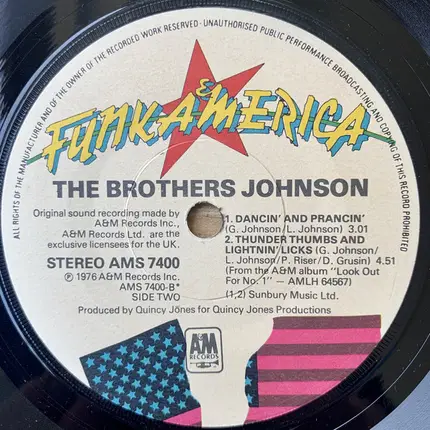 ALL RIGHTS OF THE MANUFACTURER AND OF THE OWNER OF THE RECORDED WORK RESERVED · UNAUTHORISED PUBLIC PERFORMANCE BROADCASTING AND COPYING OF THIS RECORD PROHIBITED
FUNKAMERICA
THE BROTHERS JOHNSON
Original sound recording made by
A&M Records Inc.,
A&M Records Ltd. are the
exclusive licensees for the UK.
STEREO AMS 7400
℗ 1976 A&M Records Inc.
AMS 7400-B*
SIDE TWO
1. DANCIN' AND PRANCIN'
(G. Johnson/L. Johnson) 3.01
2. THUNDER THUMBS AND
LIGHTNIN' LICKS (G. Johnson/
L. Johnson/P. Riser/D. Grusin) 4.51
(From the A&M album "Look Out
For No. 1" — AMLH 64567)
(1,2) Sunbury Music Ltd.
Produced by Quincy Jones for Quincy Jones Productions
A&M
RECORDS